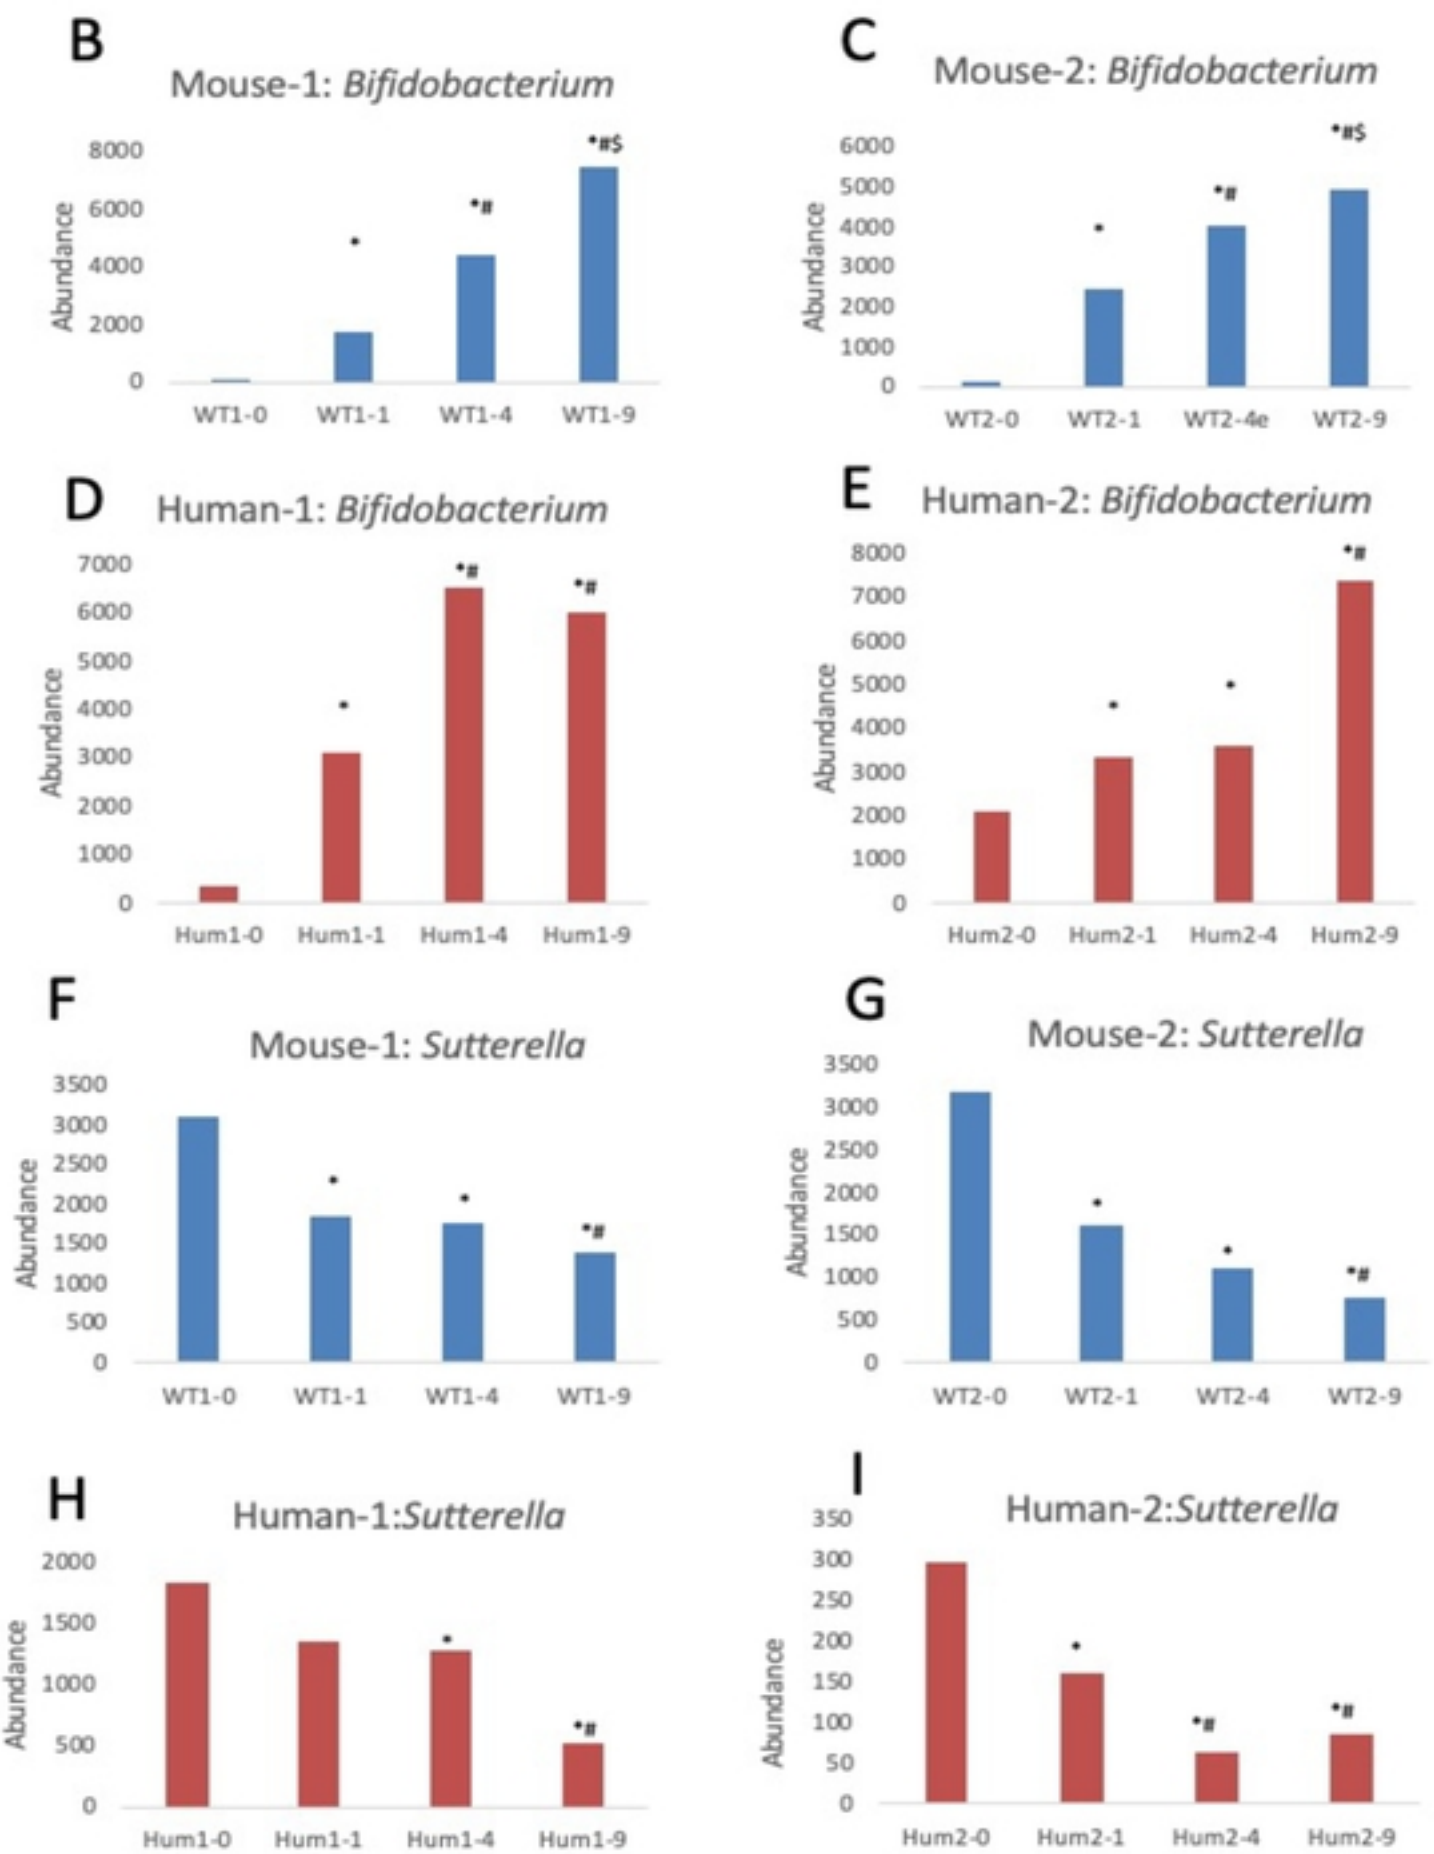 B
Mouse-1: Bifidobacterium
8000
6000
4000
2000
0
Abundance
*
*#
*#$
WT1-0 WT1-1 WT1-4 WT1-9
C
Mouse-2: Bifidobacterium
6000
5000
4000
3000
2000
1000
0
Abundance
*
*#
*#$
WT2-0 WT2-1 WT2-4e WT2-9
D
Human-1: Bifidobacterium
7000
6000
5000
4000
3000
2000
1000
0
Abundance
*
*#
*#
Hum1-0 Hum1-1 Hum1-4 Hum1-9
E
Human-2: Bifidobacterium
8000
7000
6000
5000
4000
3000
2000
1000
0
Abundance
*
*
*#
Hum2-0 Hum2-1 Hum2-4 Hum2-9
F
Mouse-1: Sutterella
3500
3000
2500
2000
1500
1000
500
0
Abundance
*
*
*#
WT1-0 WT1-1 WT1-4 WT1-9
G
Mouse-2: Sutterella
3500
3000
2500
2000
1500
1000
500
0
Abundance
*
*
*#
WT2-0 WT2-1 WT2-4 WT2-9
H
Human-1:Sutterella
2000
1500
1000
500
0
Abundance
*
*#
Hum1-0 Hum1-1 Hum1-4 Hum1-9
I
Human-2:Sutterella
350
300
250
200
150
100
50
0
Abundance
*
*#
*#
Hum2-0 Hum2-1 Hum2-4 Hum2-9